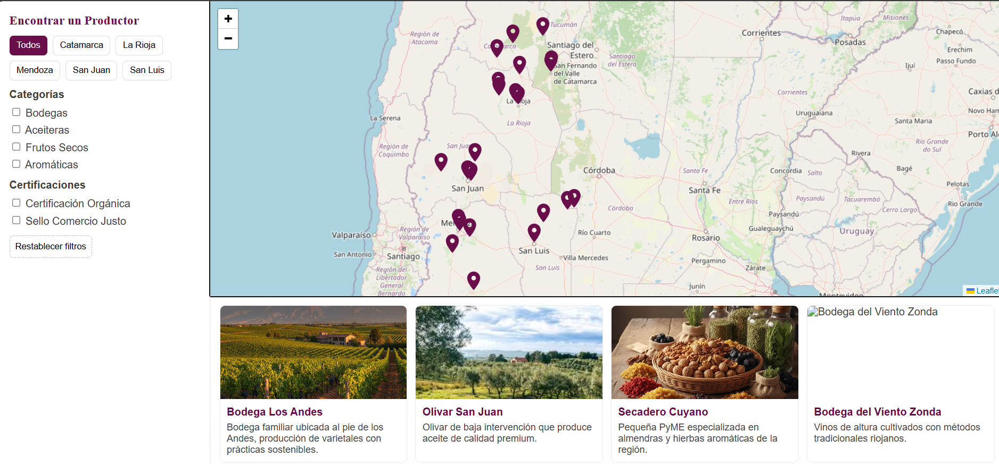 Encontrar un Productor
Todos
Catamarca
La Rioja
Mendoza
San Juan
San Luis
Categorías
Bodegas
Aceiteras
Frutos Secos
Aromáticas
Certificaciones
Certificación Orgánica
Sello Comercio Justo
Restablecer filtros
+
−
Región de
Atacama
Tucumán
Santiago del
Estero
Santiago
del Estero
San Fernando
del Valle
de Catamarca
La Serena
La Rioja
Región de
Coquimbo
San Juan
Córdoba
Córdoba
Valparaíso
Región de
Valparaíso
San Antonio
Santiago
Región del
Libertador
General
Bernardo
San Luis
San Luis
Villa Mercedes
Río Cuarto
Corrientes
Corrientes
Itapúa
Misiones
Posadas
Chapecó
Erechim
Passo Fundo
Ijuí
Caxias d
Novo Ham
Uruguaiana
Santa Maria
Porto Al
Rio Grande
do Sul
Rivera
Santa Fe
Santa Fe
Concordia
Salto
Bagé
Pelotas
Rio Grande
Entre Ríos
Paysandú
Paysandú
Tacuarembó
Cerro Largo
Gualeguaychú
Uruguay
Rosario
Pergamino
Zárate
Junín
Montevideo
Leaflet
Bodega Los Andes
Bodega familiar ubicada al pie de los
Andes, producción de varietales con
prácticas sostenibles.
Olivar San Juan
Olivar de baja intervención que produce
aceite de calidad premium.
Secadero Cuyano
Pequeña PyME especializada en
almendras y hierbas aromáticas de la
región.
Bodega del Viento Zonda
Bodega del Viento Zonda
Vinos de altura cultivados con métodos
tradicionales riojanos.